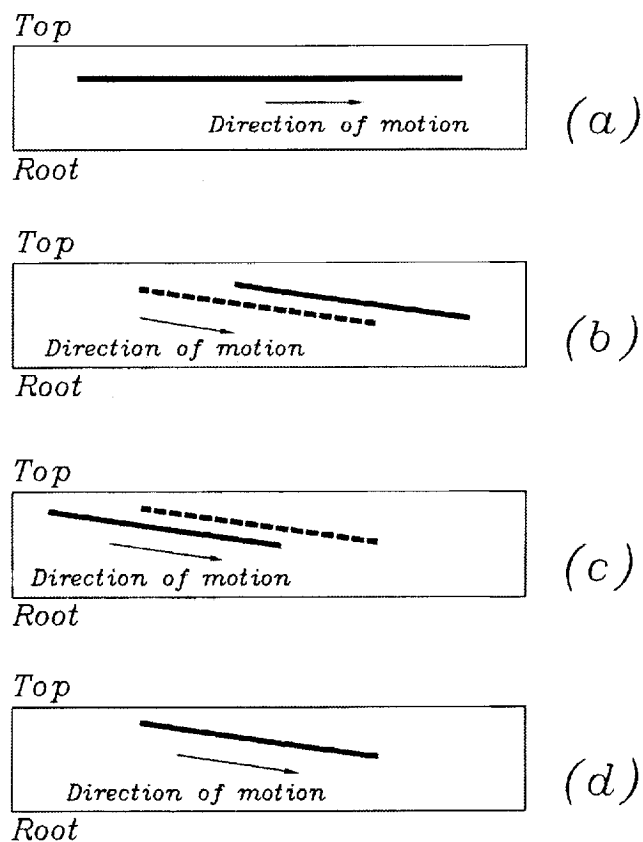 Top
Direction of motion
(a)
Root
Top
Direction of motion
(b)
Root
Top
Direction of motion
(c)
Root
Top
Direction of motion
(d)
Root